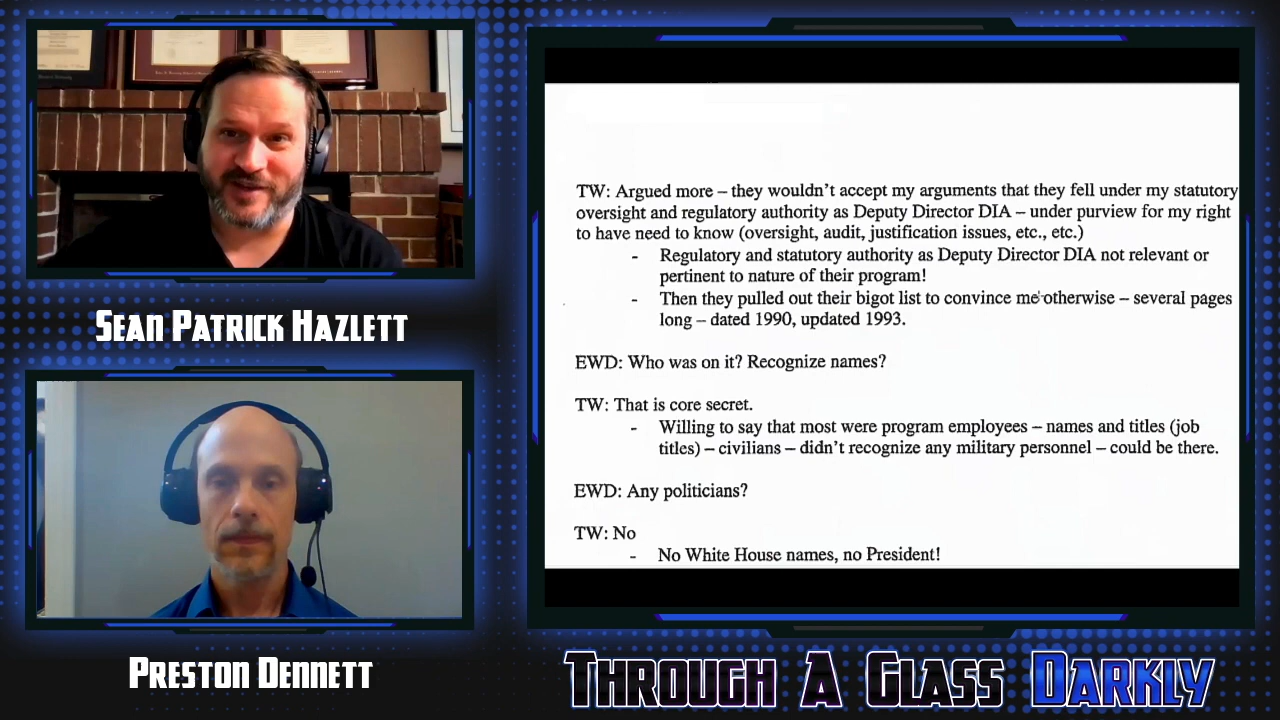 SEAN PATRICK HAZLETT
PRESTON DENNETT
TW: Argued more – they wouldn't accept my arguments that they fell under my statutory
oversight and regulatory authority as Deputy Director DIA – under purview for my right
to have need to know (oversight, audit, justification issues, etc., etc.)
- Regulatory and statutory authority as Deputy Director DIA not relevant or
pertinent to nature of their program!
- Then they pulled out their bigot list to convince me otherwise – several pages
long – dated 1990, updated 1993.
EWD: Who was on it? Recognize names?
TW: That is core secret.
- Willing to say that most were program employees – names and titles (job
titles) – civilians – didn't recognize any military personnel – could be there.
EWD: Any politicians?
TW: No
- No White House names, no President!
THROUGH A GLASS DARKLY